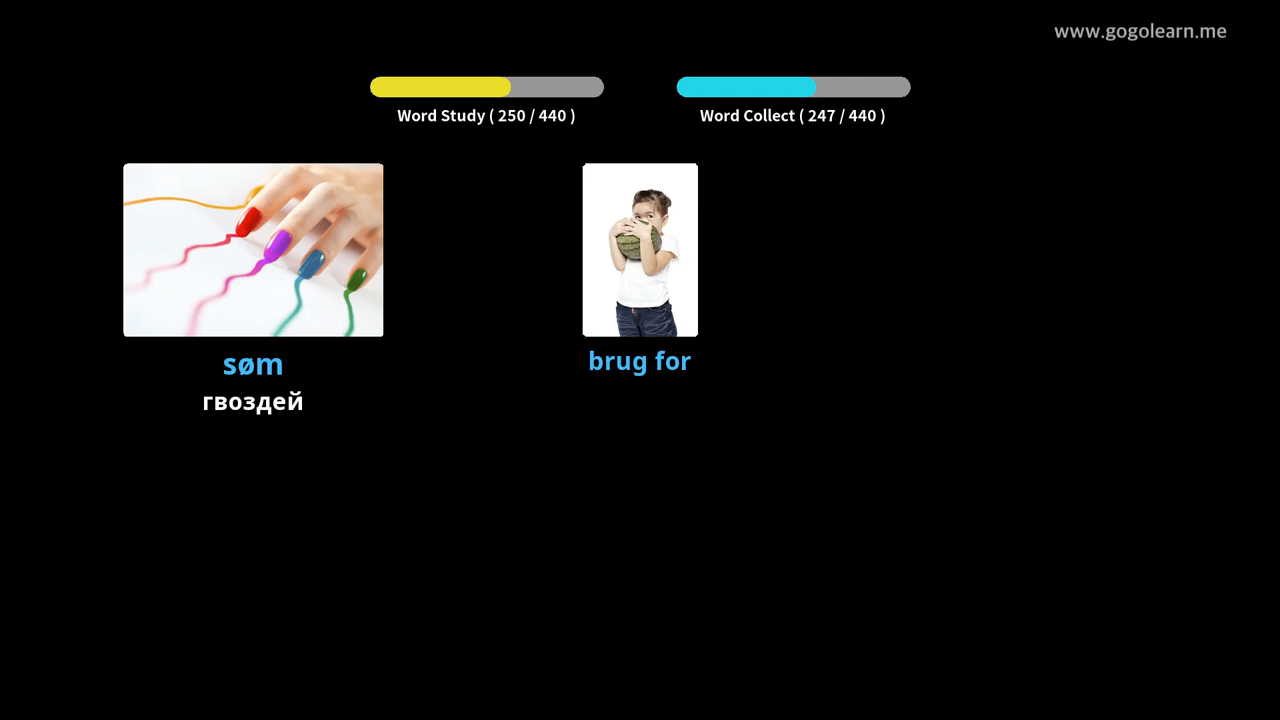 www.gogolearn.me
Word Study ( 250 / 440 )
Word Collect ( 247 / 440 )
søm
гвоздей
brug for